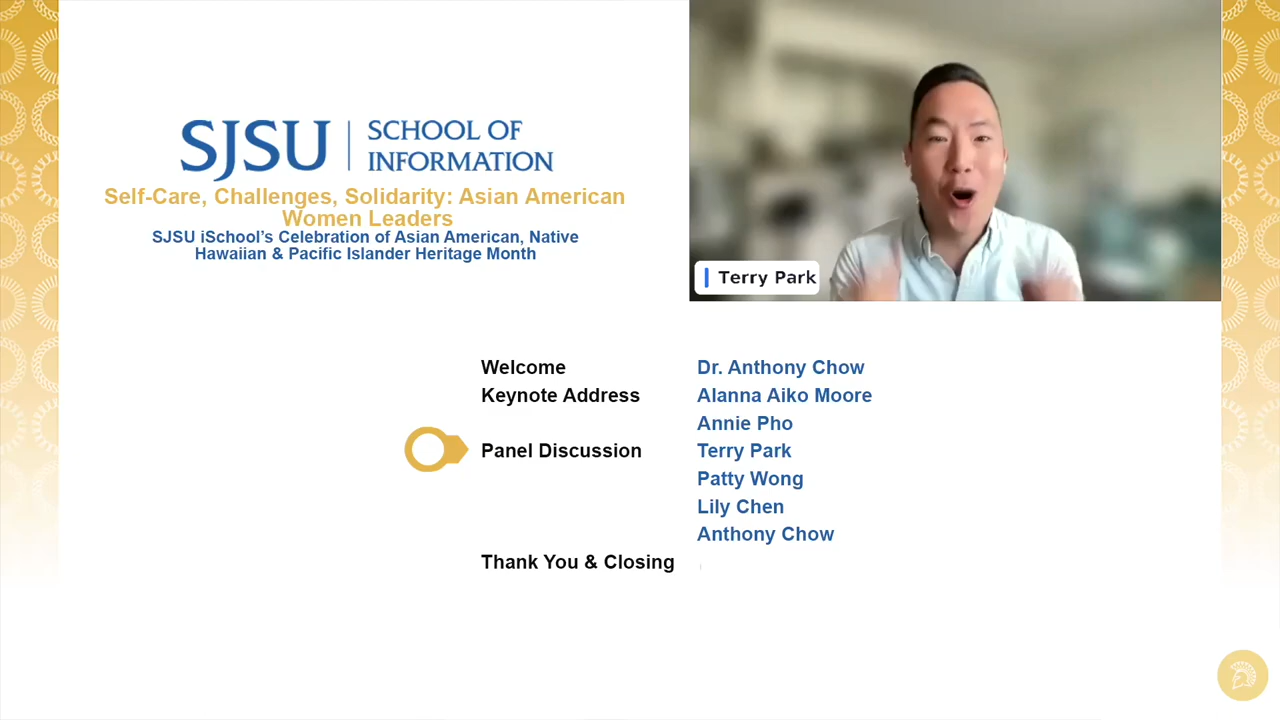 SJSU | SCHOOL OF
INFORMATION
Self-Care, Challenges, Solidarity: Asian American
Women Leaders
SJSU iSchool's Celebration of Asian American, Native
Hawaiian & Pacific Islander Heritage Month
Terry Park
Welcome Dr. Anthony Chow
Keynote Address Alanna Aiko Moore
Annie Pho
Panel Discussion Terry Park
Patty Wong
Lily Chen
Anthony Chow
Thank You & Closing